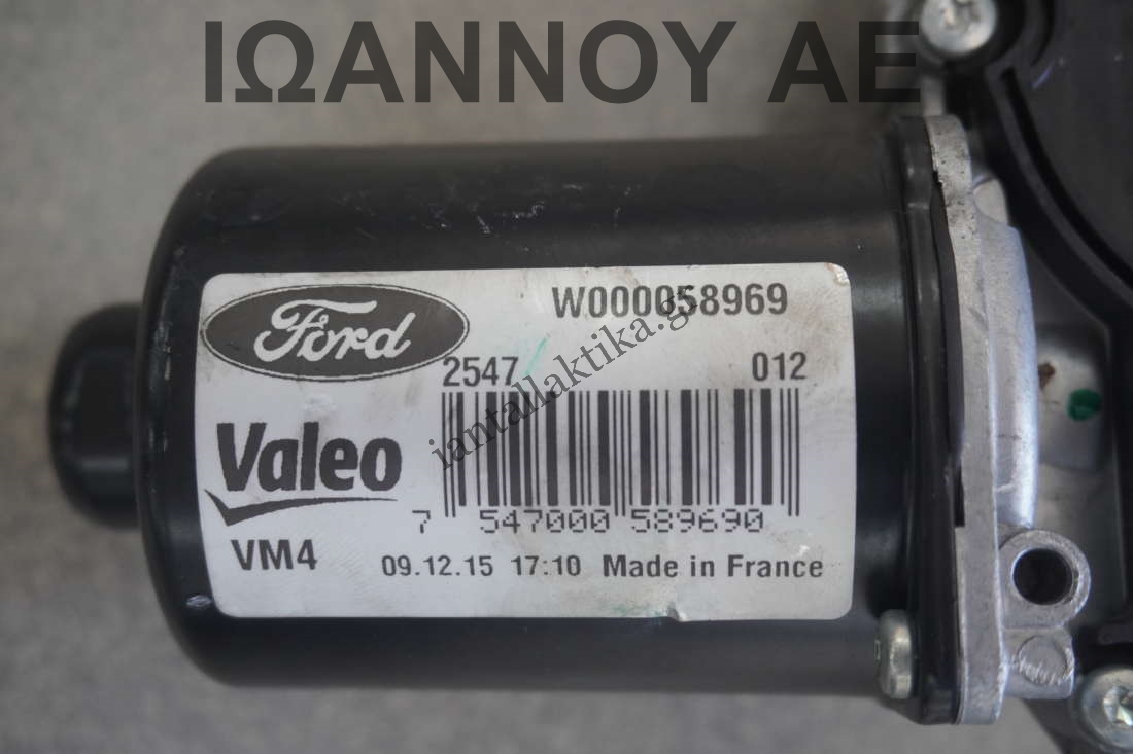 ΙΩΑΝΝΟΥ ΑΕ
Ford
W000058969
2547
012
iantallaktika.gr
Valeo
7 547000 589690
VM4
09.12.15 17:10 Made in France